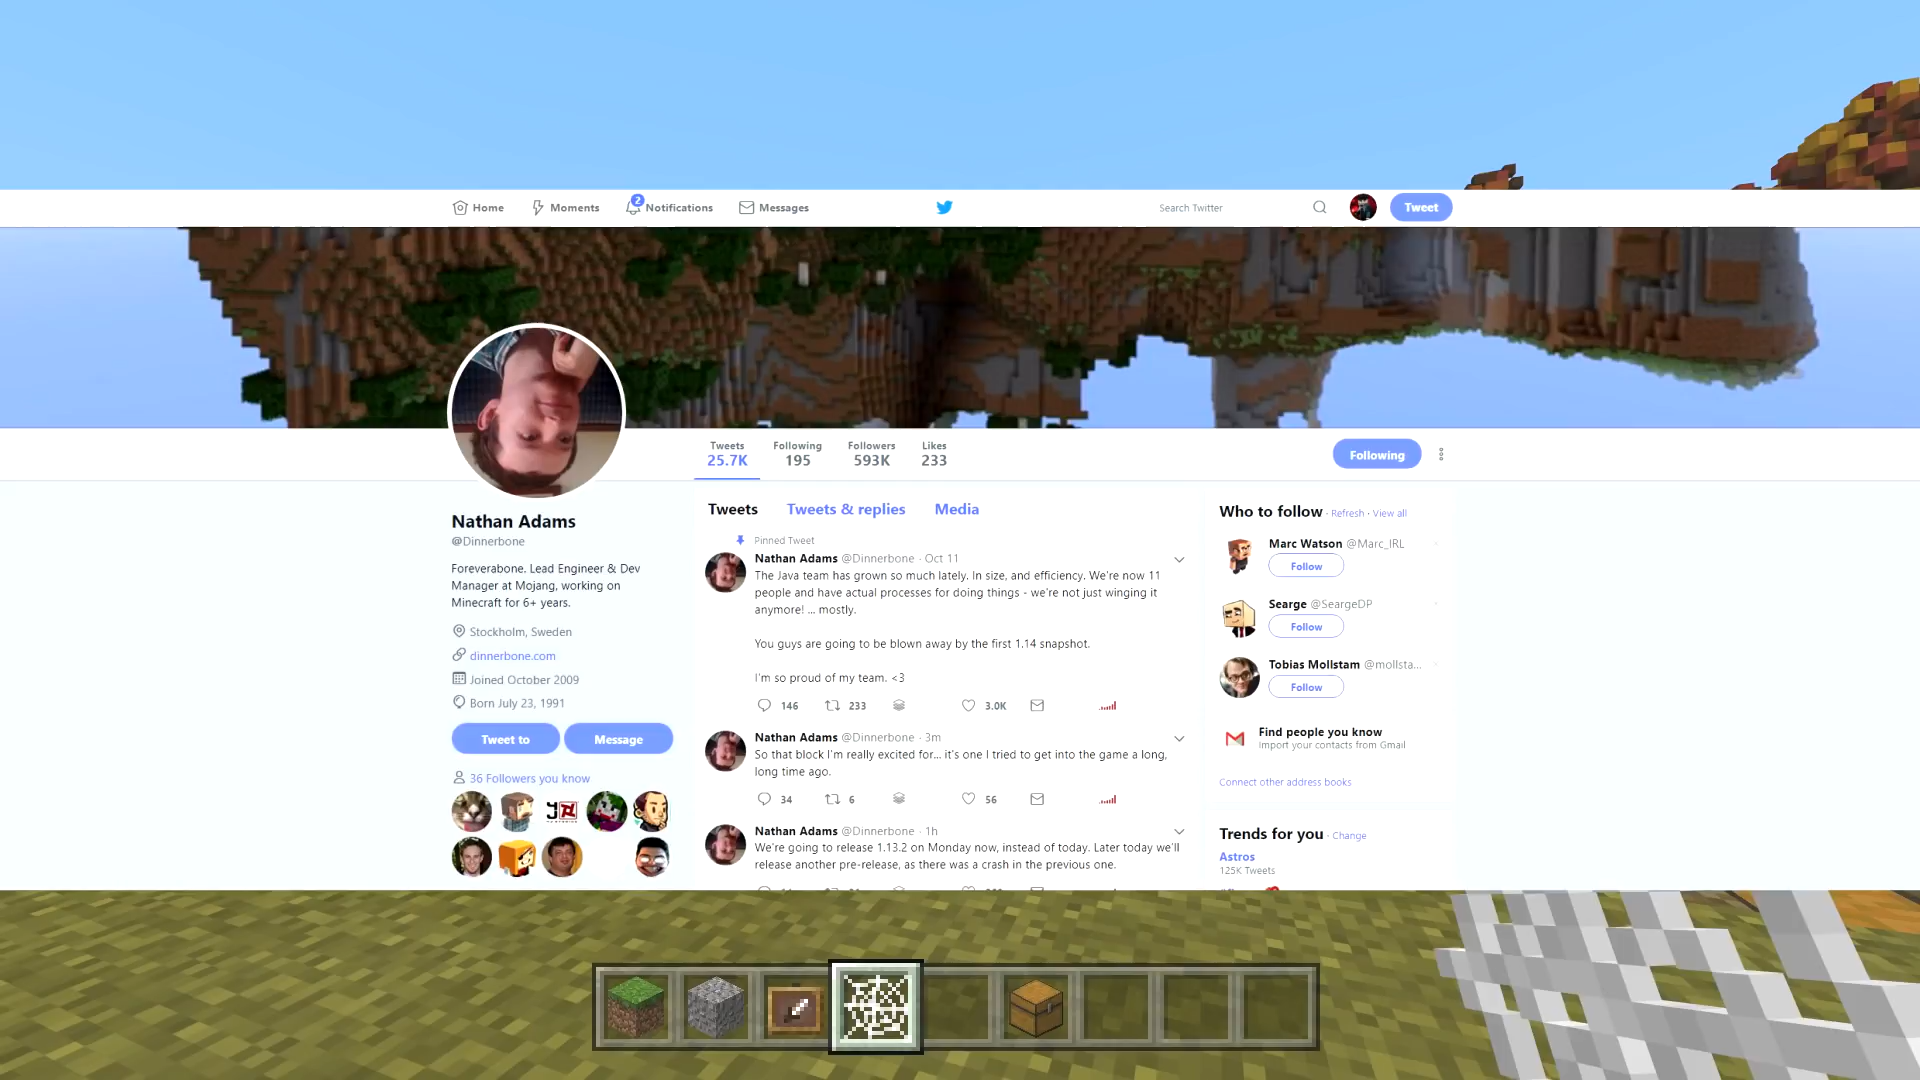 Home
Moments
2
Notifications
Messages
Search Twitter
Tweet
Tweets
25.7K
Following
195
Followers
593K
Likes
233
Following
Nathan Adams
@Dinnerbone
Foreverabone. Lead Engineer & Dev
Manager at Mojang, working on
Minecraft for 6+ years.
Stockholm, Sweden
dinnerbone.com
Joined October 2009
Born July 23, 1991
Tweet to
Message
36 Followers you know
Tweets
Tweets & replies
Media
Pinned Tweet
Nathan Adams @Dinnerbone · Oct 11
The Java team has grown so much lately. In size, and efficiency. We're now 11
people and have actual processes for doing things - we're not just winging it
anymore! ... mostly.
You guys are going to be blown away by the first 1.14 snapshot.
I'm so proud of my team. <3
146
233
3.0K
Nathan Adams @Dinnerbone · 3m
So that block I'm really excited for... it's one I tried to get into the game a long,
long time ago.
34
6
56
Nathan Adams @Dinnerbone · 1h
We're going to release 1.13.2 on Monday now, instead of today. Later today we'll
release another pre-release, as there was a crash in the previous one.
Who to follow · Refresh · View all
Marc Watson @Marc_IRL
Follow
Searge @SeargeDP
Follow
Tobias Mollstam @mollsta...
Follow
Find people you know
Import your contacts from Gmail
Connect other address books
Trends for you · Change
Astros
125K Tweets